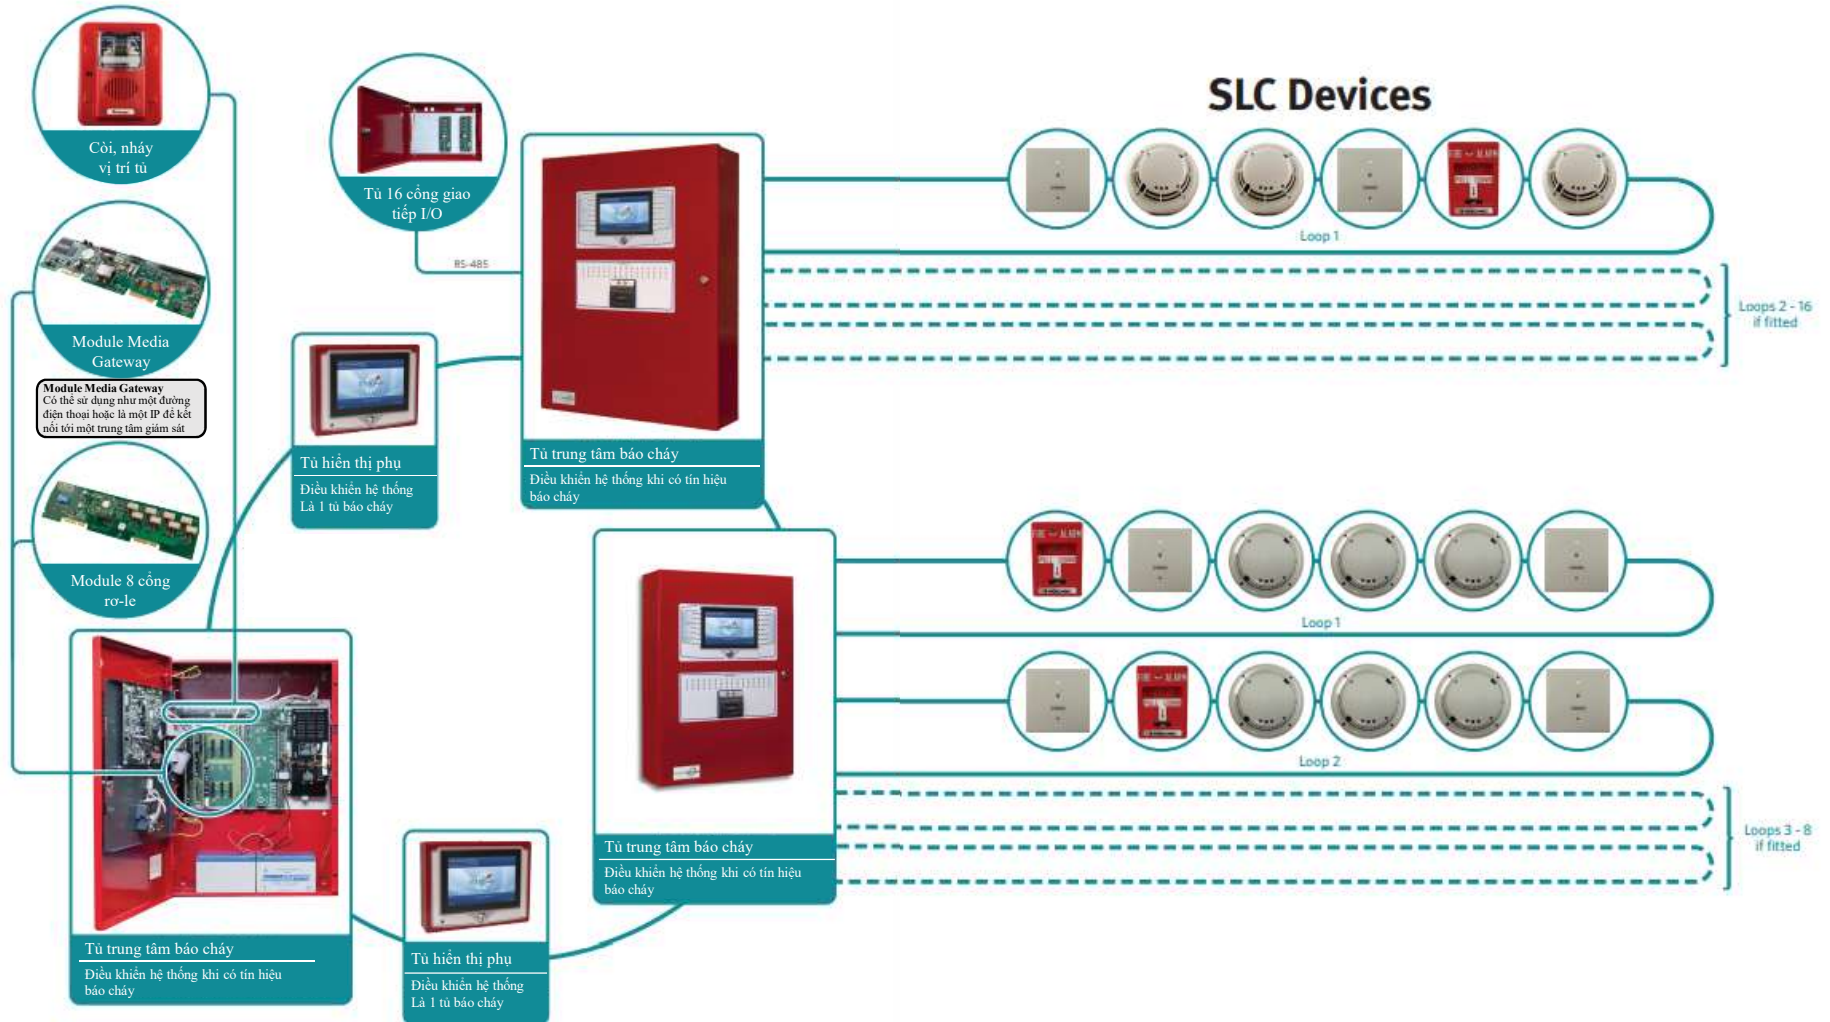 Còi, nháy
vị trí tủ
Tủ 16 cổng giao
tiếp I/O
RS-485
SLC Devices
FIRE ALARM
Loop 1
Loops 2 - 16
if fitted
Module Media
Gateway
Module Media Gateway
Có thể sử dụng như một đường
điện thoại hoặc là một IP để kết
nối tới một trung tâm giám sát
Tủ hiển thị phụ
Điều khiển hệ thống
Là 1 tủ báo cháy
Tủ trung tâm báo cháy
Điều khiển hệ thống khi có tín hiệu
báo cháy
Module 8 cổng
rơ-le
FIRE ALARM
Loop 1
FIRE ALARM
Loop 2
Loops 3 - 8
if fitted
Tủ trung tâm báo cháy
Điều khiển hệ thống khi có tín hiệu
báo cháy
Tủ trung tâm báo cháy
Điều khiển hệ thống khi có tín hiệu
báo cháy
Tủ hiển thị phụ
Điều khiển hệ thống
Là 1 tủ báo cháy